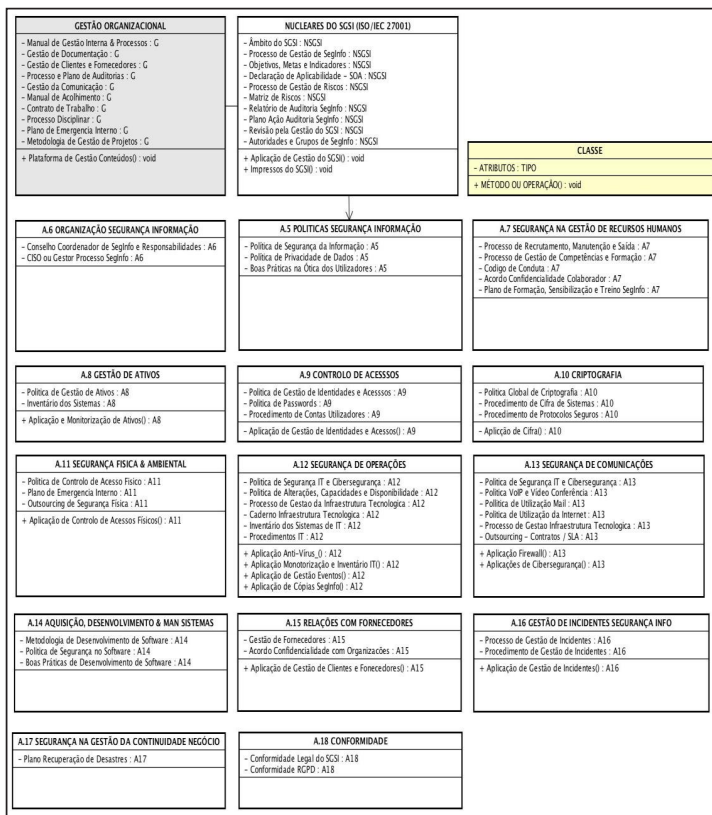 GESTÃO ORGANIZACIONAL
– Manual de Gestão Interna & Processos : G
– Gestão de Documentação : G
– Gestão de Clientes e Fornecedores : G
– Processo e Plano de Auditorias : G
– Gestão da Comunicação : G
– Manual de Acolhimento : G
– Contrato de Trabalho : G
– Processo Disciplinar : G
– Plano de Emergencia Interno : G
– Metodologia de Gestão de Projetos : G
+ Plataforma de Gestão Conteúdos() : void
NUCLEARES DO SGSI (ISO/IEC 27001)
– Âmbito do SGSI : NSGSI
– Processo de Gestão de SegInfo : NSGSI
– Objetivos, Metas e Indicadores : NSGSI
– Declaração de Aplicabilidade – SOA : NSGSI
– Processo de Gestão de Riscos : NSGSI
– Matriz de Riscos : NSGSI
– Relatório de Auditoria SegInfo : NSGSI
– Plano Ação Auditoria SegInfo : NSGSI
– Revisão pela Gestão do SGSI : NSGSI
– Autoridades e Grupos de SegInfo : NSGSI
+ Aplicação de Gestão do SGSI() : void
+ Impressos do SGSI() : void
CLASSE
– ATRIBUTOS : TIPO
+ MÉTODO OU OPERAÇÃO() : void
A.6 ORGANIZAÇÃO SEGURANÇA INFORMAÇÃO
– Conselho Coordenador de SegInfo e Responsabilidades : A6
– CISO ou Gestor Processo SegInfo : A6
A.5 POLITICAS SEGURANÇA INFORMAÇÃO
– Política de Segurança da Informação : A5
– Política de Privacidade de Dados : A5
– Boas Práticas na Ótica dos Utilizadores : A5
A.7 SEGURANÇA NA GESTÃO DE RECURSOS HUMANOS
– Processo de Recrutamento, Manutenção e Saída : A7
– Processo de Gestão de Competências e Formação : A7
– Codigo de Conduta : A7
– Acordo Confidencialidade Colaborador : A7
– Plano de Formação, Sensibilização e Treino SegInfo : A7
A.8 GESTÃO DE ATIVOS
– Politica de Gestão de Ativos : A8
– Inventário dos Sistemas : A8
+ Aplicação e Monitorização de Ativos() : A8
A.9 CONTROLO DE ACESSSOS
– Politica de Gestão de Identidades e Acesssos : A9
– Politica de Passwords : A9
– Procedimento de Contas Utilizadores : A9
– Aplicação de Gestão de Identidades e Acessos() : A9
A.10 CRIPTOGRAFIA
– Politica Global de Criptografia : A10
– Procedimento de Cifra de Sistemas : A10
– Procedimento de Protocolos Seguros : A10
– Aplicção de Cifra() : A10
A.11 SEGURANÇA FISICA & AMBIENTAL
– Politica de Controlo de Acesso Fisico : A11
– Plano de Emergencia Interno : A11
– Outsourcing de Segurança Física : A11
+ Aplicação de Controlo de Acessos Físicos() : A11
A.12 SEGURANÇA DE OPERAÇÕES
– Politica de Segurança IT e Cibersegurança : A12
– Politica de Alterações, Capacidades e Disponibilidade : A12
– Processo de Gestao da Infraestrutura Tecnologica : A12
– Caderno Infraestrutura Tecnologica : A12
– Inventário dos Sistemas de IT : A12
– Procedimentos IT : A12
+ Aplicação Anti–Vírus_() : A12
+ Aplicação Monotorização e Inventário IT() : A12
+ Aplicação de Gestão Eventos() : A12
+ Aplicação de Cópias SegInfo() : A12
A.13 SEGURANÇA DE COMUNICAÇÕES
– Politica de Segurança IT e Cibersegurança : A13
– Politica VoIP e Vídeo Conferência : A13
– Politica de Utilização Mail : A13
– Politica de Utilização da Internet : A13
– Processo de Gestao Infraestrutura Tecnologica : A13
– Outsourcing – Contratos / SLA : A13
+ Aplicação Firewall() : A13
+ Aplicações de Cibersegurança() : A13
A.14 AQUISIÇÃO, DESENVOLVIMENTO & MAN SISTEMAS
– Metodologia de Desenvolvimento de Software : A14
– Politica de Segurança no Software : A14
– Boas Práticas de Desenvolvimento de Software : A14
A.15 RELAÇÕES COM FORNECEDORES
– Gestão de Fornecedores : A15
– Acordo Confidencialidade com Organizacões : A15
+ Aplicação de Gestão de Clientes e Fonecedores() : A15
A.16 GESTÃO DE INCIDENTES SEGURANÇA INFO
– Processo de Gestão de Incidentes : A16
– Procedimento de Gestão de Incidentes : A16
+ Aplicação de Gestão de Incidentes() : A16
A.17 SEGURANÇA NA GESTÃO DA CONTINUIDADE NEGÓCIO
– Plano Recuperação de Desastres : A17
A.18 CONFORMIDADE
– Conformidade Legal do SGSI : A18
– Conformidade RGPD : A18